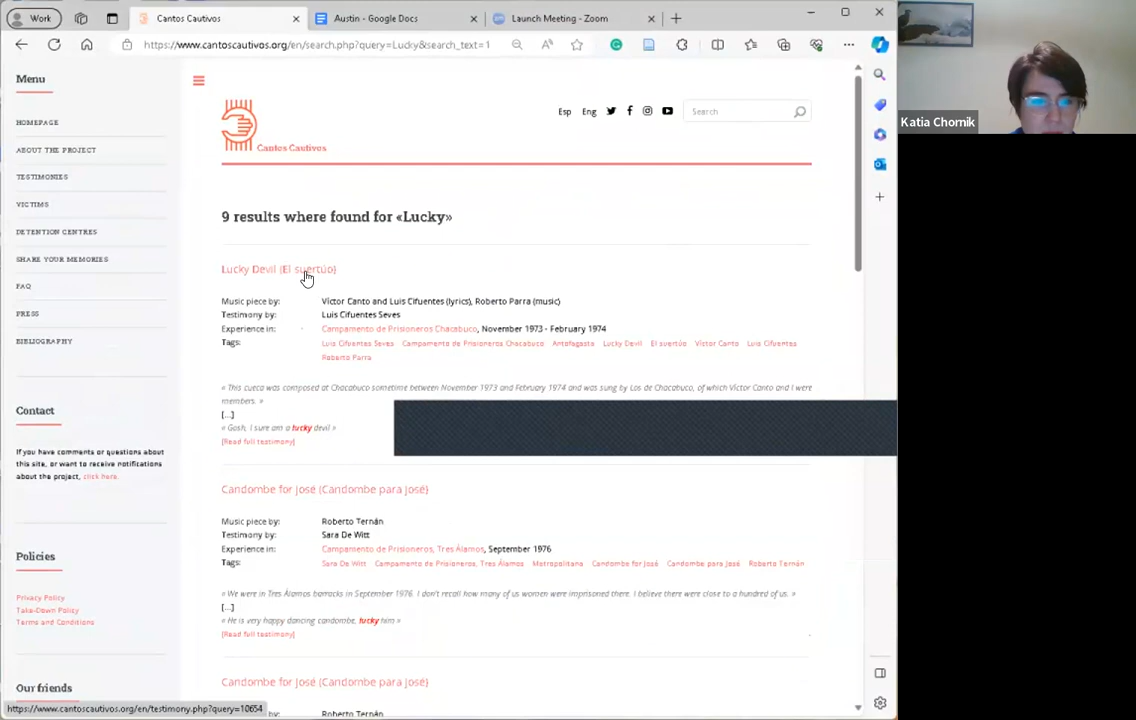 Work
Cantos Cautivos
Austin - Google Docs
Launch Meeting - Zoom
https://www.cantoscautivos.org/en/search.php?query=Lucky&search_text=1
Katia Chornik
Menu
HOMEPAGE
ABOUT THE PROJECT
TESTIMONIES
VICTIMS
DETENTION CENTRES
SHARE YOUR MEMORIES
FAQ
PRESS
BIBLIOGRAPHY
Contact
If you have comments or questions about
this site, or want to receive notifications
about the project, click here.
Policies
Privacy Policy
Take-Down Policy
Terms and Conditions
Our friends
Cantos Cautivos
Esp Eng
Search
9 results where found for «Lucky»
Lucky Devil (El suertúo)
Music piece by: Víctor Canto and Luis Cifuentes (lyrics), Roberto Parra (music)
Testimony by: Luis Cifuentes Seves
Experience in: Campamento de Prisioneros Chacabuco, November 1973 - February 1974
Tags: Luis Cifuentes Seves Campamento de Prisioneros Chacabuco Antofagasta Lucky Devil El suertúo Víctor Canto Luis Cifuentes
Roberto Parra
« This cueca was composed at Chacabuco sometime between November 1973 and February 1974 and was sung by Los de Chacabuco, of which Víctor Canto and I were
members. »
[...]
« Gosh, I sure am a lucky devil »
[Read full testimony]
Candombe for José (Candombe para José)
Music piece by: Roberto Ternán
Testimony by: Sara De Witt
Experience in: Campamento de Prisioneros, Tres Álamos, September 1976
Tags: Sara De Witt Campamento de Prisioneros, Tres Álamos Metropolitana Candombe for José Candombe para José Roberto Ternán
« We were in Tres Álamos barracks in September 1976. I don't recall how many of us women were imprisoned there. I believe there were close to a hundred of us. »
[...]
« He is very happy dancing candombe, lucky him »
[Read full testimony]
Candombe for José (Candombe para José)
Music piece by: Roberto Ternán
https://www.cantoscautivos.org/en/testimony.php?query=10654